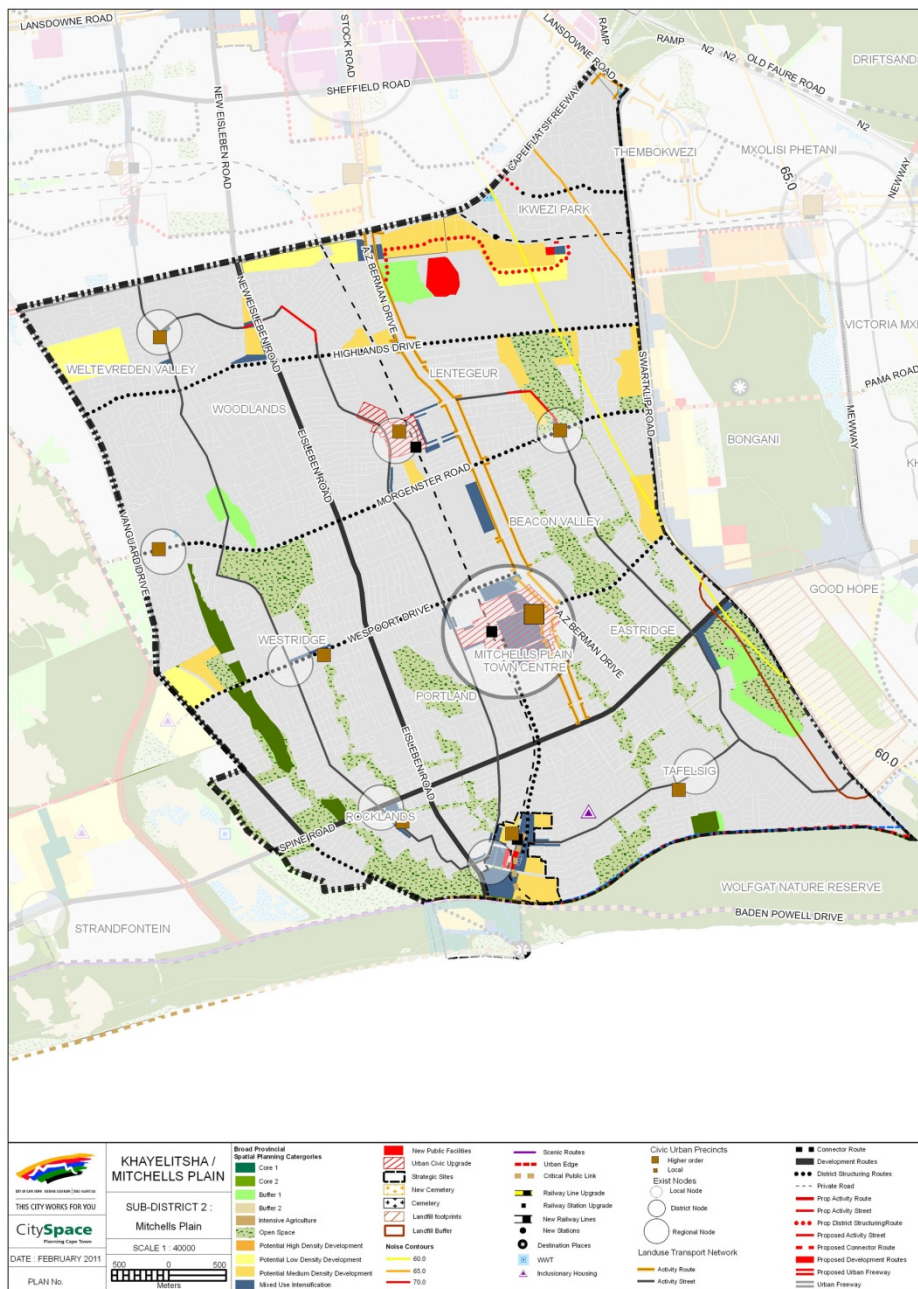 LANSDOWNE ROAD
STOCK ROAD
LANSDOWNE ROAD
RAMP
RAMP
N2
N2
OLD FAURE ROAD
DRIFTSANDS
N2
SHEFFIELD ROAD
NEW EISLEBEN ROAD
CAPE FLATS FREEWAY
THEMBOKWEZI
MXOLISI PHETANI
65.0
NEWWAY
IKWEZI PARK
A.Z BERMAN DRIVE
NEW EISLEBEN ROAD
VICTORIA MX
WELTEVREDEN VALLEY
HIGHLANDS DRIVE
LENTEGEUR
SWARTKLIP ROAD
PAMA ROAD
WOODLANDS
MEWWAY
BONGANI
KH
EISLEBEN ROAD
MORGENSTER ROAD
VANGUARD DRIVE
BEACON VALLEY
GOOD HOPE
WESPOORT DRIVE
WESTRIDGE
A.Z BERMAN DRIVE
EASTRIDGE
MITCHELLS PLAIN
TOWN CENTRE
PORTLAND
EISLEBEN ROAD
60.0
TAFELSIG
ROCKLANDS
SPINE ROAD
WOLFGAT NATURE RESERVE
BADEN POWELL DRIVE
STRANDFONTEIN
THIS CITY WORKS FOR YOU
CitySpace
Planning Cape Town
DATE : FEBRUARY 2011
PLAN No.
KHAYELITSHA /
MITCHELLS PLAIN
SUB-DISTRICT 2 :
Mitchells Plain
SCALE 1 : 40000
500 0 500
Meters
Broad Provincial
Spatial Planning Catergories
Core 1
Core 2
Buffer 1
Buffer 2
Intensive Agriculture
Open Space
Potential High Density Development
Potential Low Density Development
Potential Medium Density Development
Mixed Use Intensification
New Public Facilities
Urban Civic Upgrade
Strategic Sites
New Cemetery
Cemetery
Landfill footprints
Landfill Buffer
Noise Contours
60.0
65.0
70.0
Scenic Routes
Urban Edge
Critical Public Link
Railway Line Upgrade
Railway Station Upgrade
New Railway Lines
New Stations
Destination Places
WWT
Inclusionary Housing
Civic Urban Precincts
Higher order
Local
Exist Nodes
Local Node
District Node
Regional Node
Landuse Transport Network
Activity Route
Activity Street
Connector Route
Development Routes
District Structuring Routes
Private Road
Prop Activity Route
Prop Activity Street
Prop District StructuringRoute
Proposed Activity Street
Proposed Connector Route
Proposed Development Routes
Proposed Urban Freeway
Urban Freeway